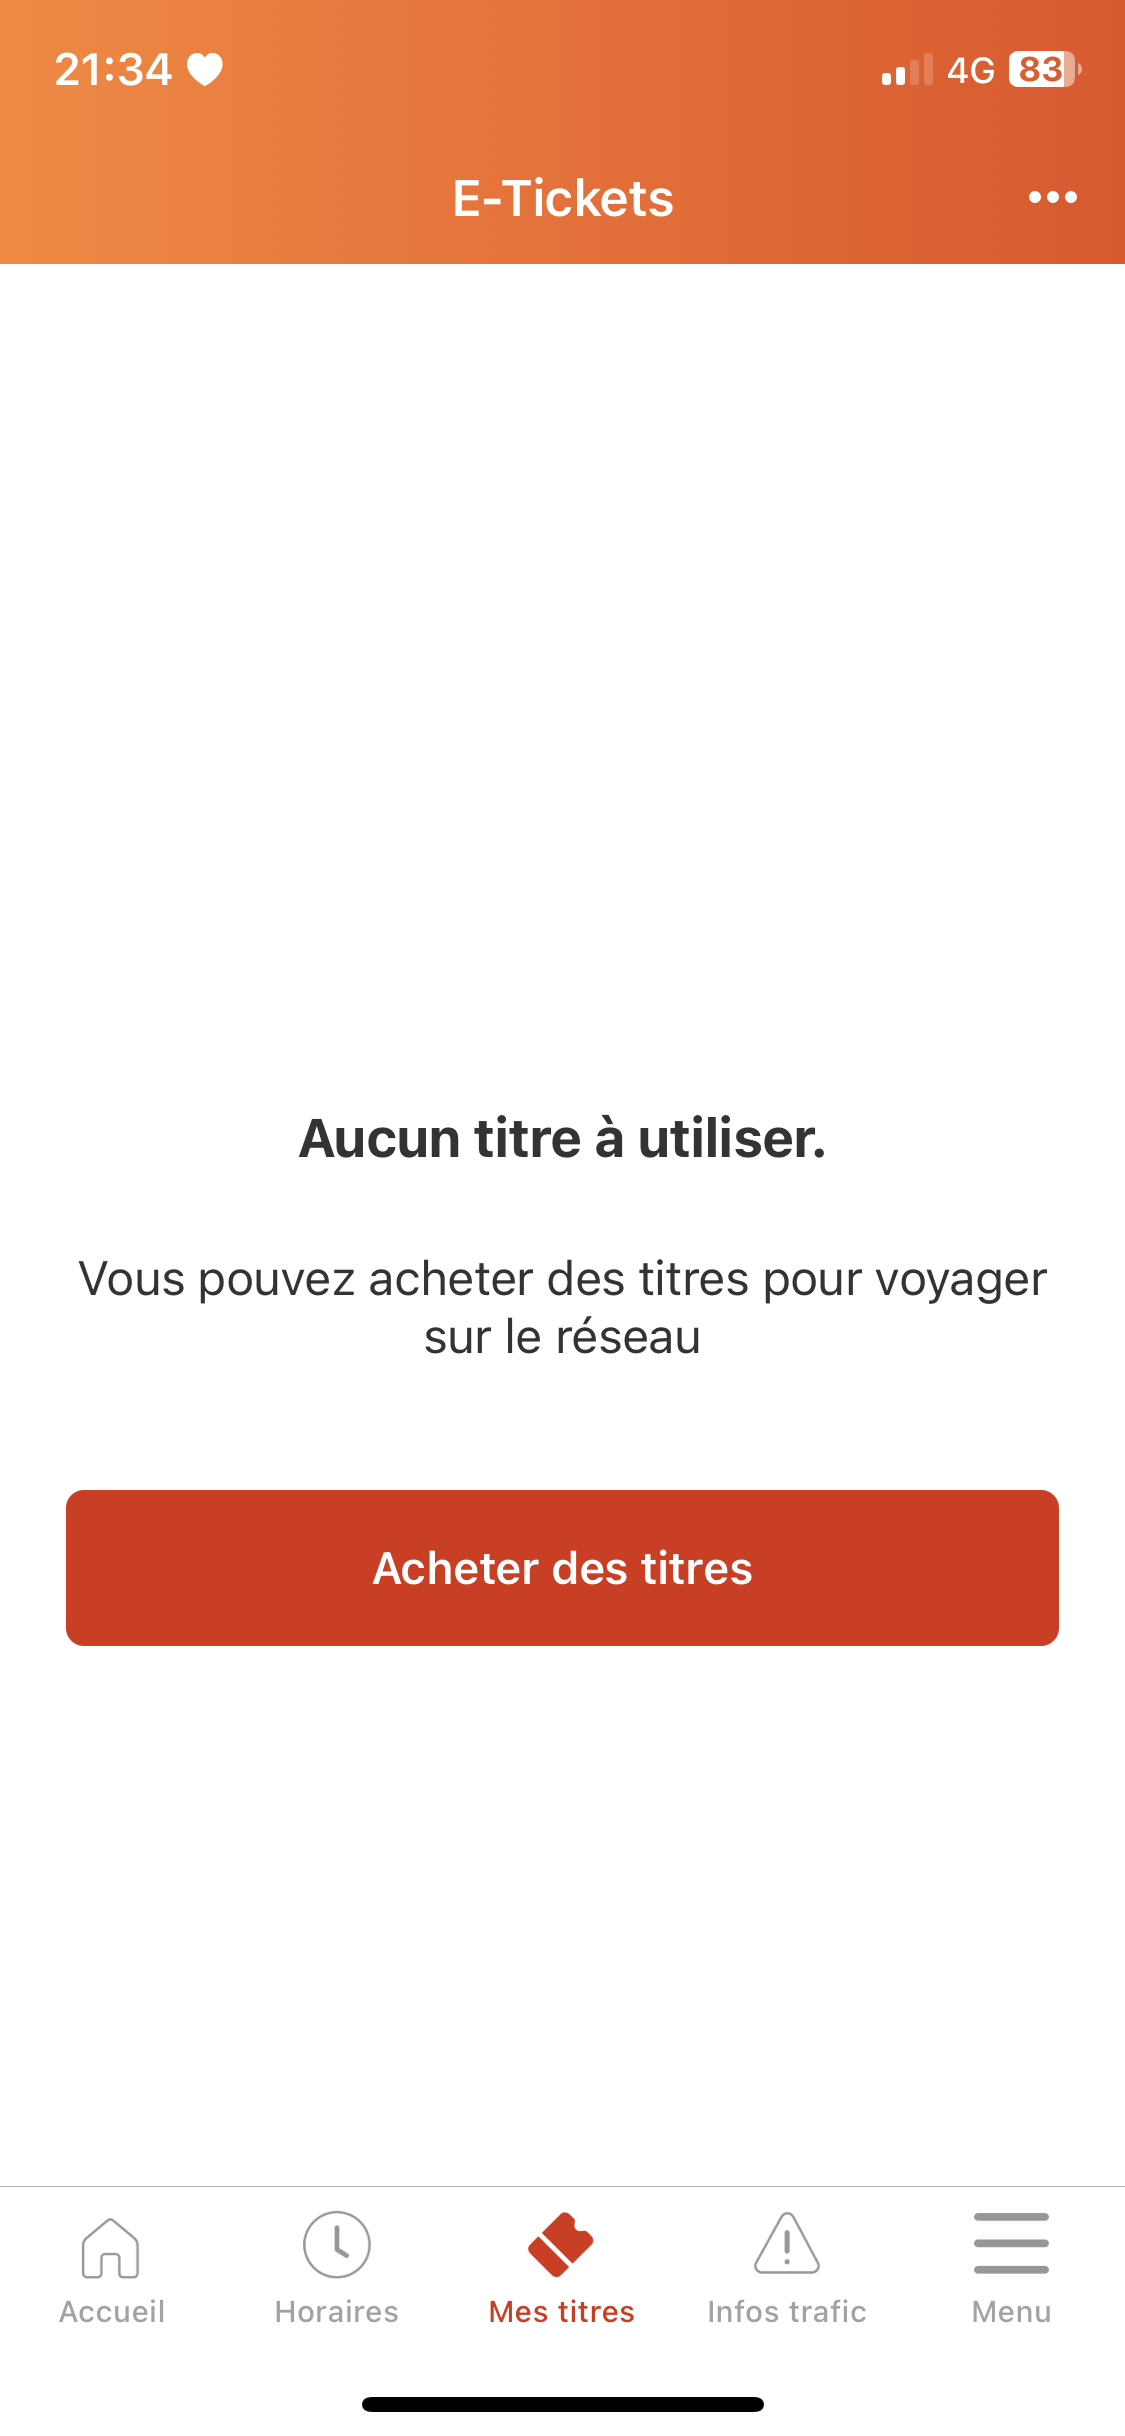 21:34
4G 83
E-Tickets
Aucun titre à utiliser.
Vous pouvez acheter des titres pour voyager
sur le réseau
Acheter des titres
Accueil Horaires Mes titres Infos trafic Menu